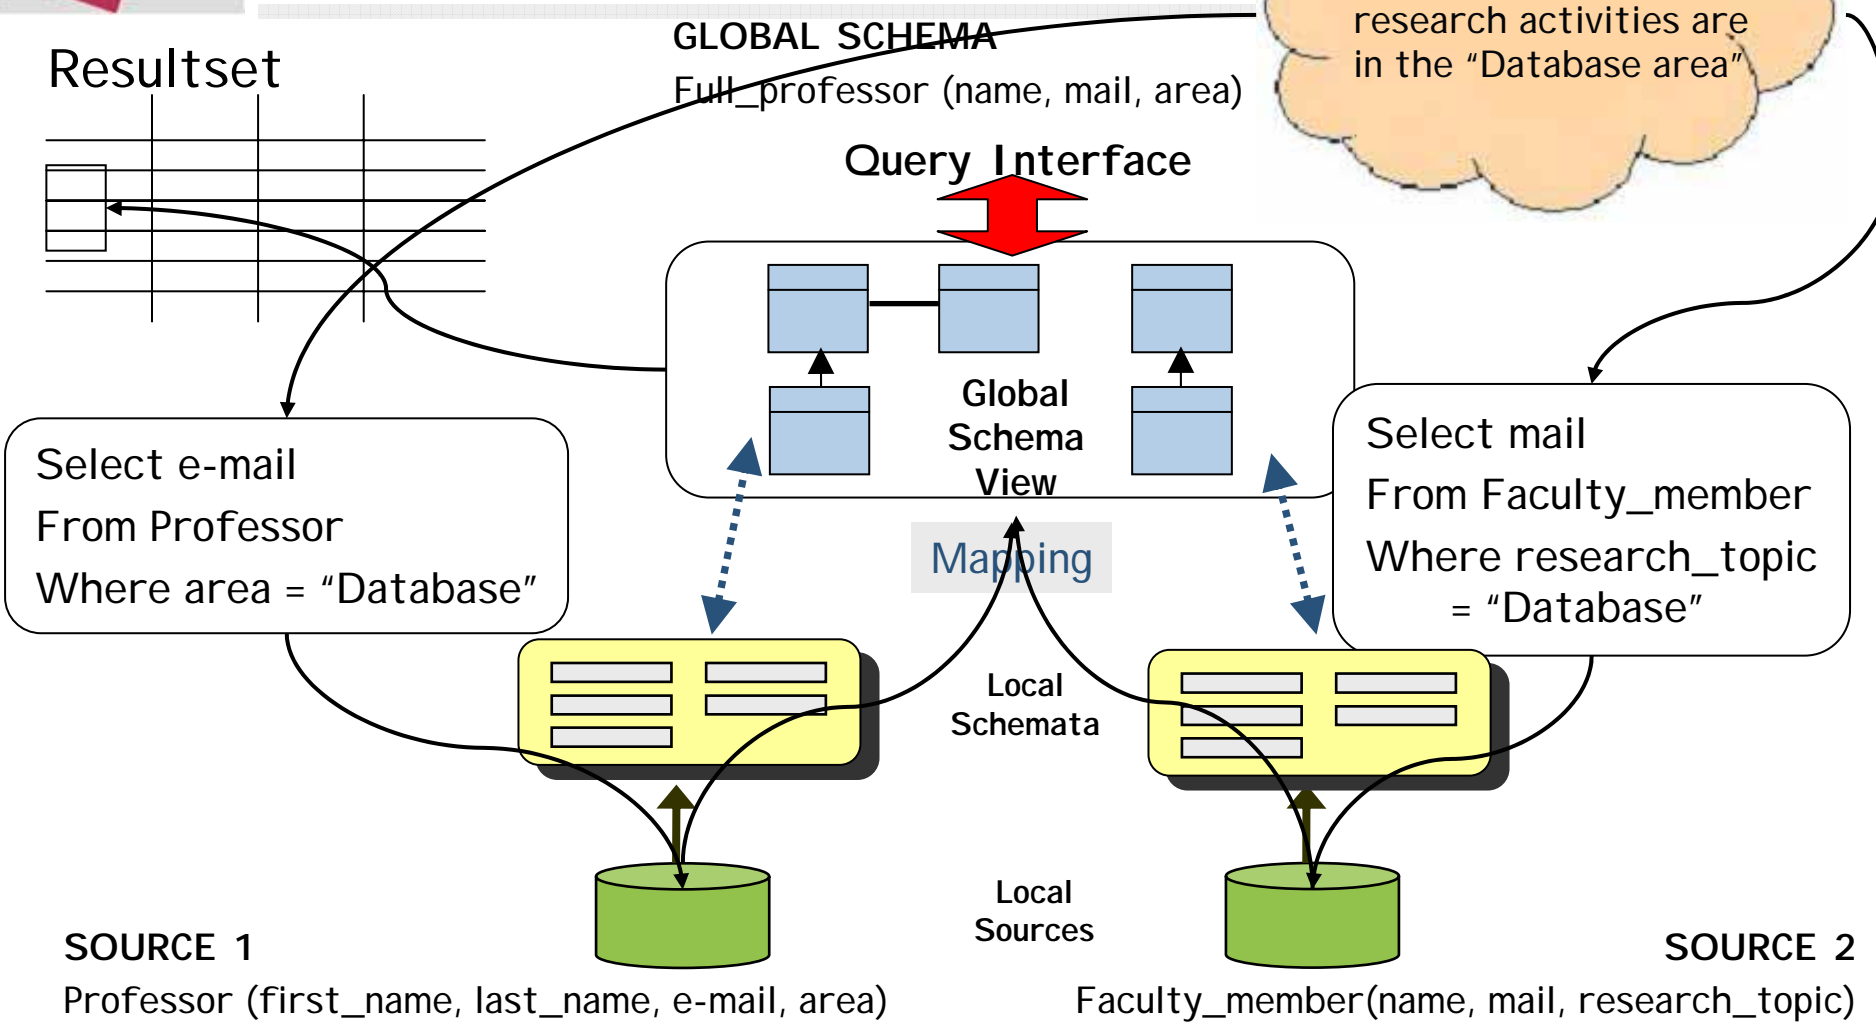 research activities are
in the “Database area”
GLOBAL SCHEMA
Full_professor (name, mail, area)
Resultset
Query Interface
Global
Schema
View
Select e-mail
From Professor
Where area = “Database”
Select mail
From Faculty_member
Where research_topic
= “Database”
Mapping
Local
Schemata
Local
Sources
SOURCE 1
Professor (first_name, last_name, e-mail, area)
SOURCE 2
Faculty_member(name, mail, research_topic)